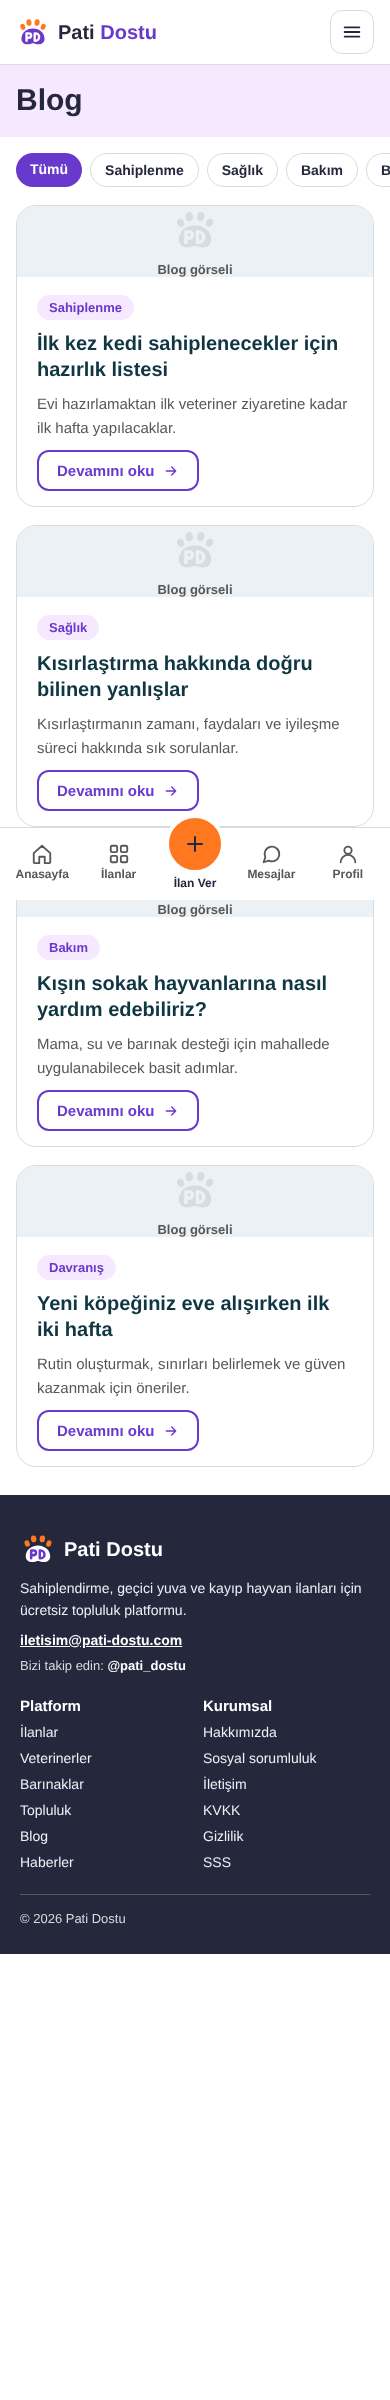 PD Pati Dostu
Blog
Tümü Sahiplenme Sağlık Bakım B
PD
Blog görseli
Sahiplenme
İlk kez kedi sahiplenecekler için
hazırlık listesi
Evi hazırlamaktan ilk veteriner ziyaretine kadar
ilk hafta yapılacaklar.
Devamını oku
PD
Blog görseli
Sağlık
Kısırlaştırma hakkında doğru
bilinen yanlışlar
Kısırlaştırmanın zamanı, faydaları ve iyileşme
süreci hakkında sık sorulanlar.
Devamını oku
Anasayfa İlanlar İlan Ver Mesajlar Profil
Blog görseli
Bakım
Kışın sokak hayvanlarına nasıl
yardım edebiliriz?
Mama, su ve barınak desteği için mahallede
uygulanabilecek basit adımlar.
Devamını oku
PD
Blog görseli
Davranış
Yeni köpeğiniz eve alışırken ilk
iki hafta
Rutin oluşturmak, sınırları belirlemek ve güven
kazanmak için öneriler.
Devamını oku
PD Pati Dostu
Sahiplendirme, geçici yuva ve kayıp hayvan ilanları için
ücretsiz topluluk platformu.
iletisim@pati-dostu.com
Bizi takip edin: @pati_dostu
Platform
İlanlar
Veterinerler
Barınaklar
Topluluk
Blog
Haberler
Kurumsal
Hakkımızda
Sosyal sorumluluk
İletişim
KVKK
Gizlilik
SSS
© 2026 Pati Dostu